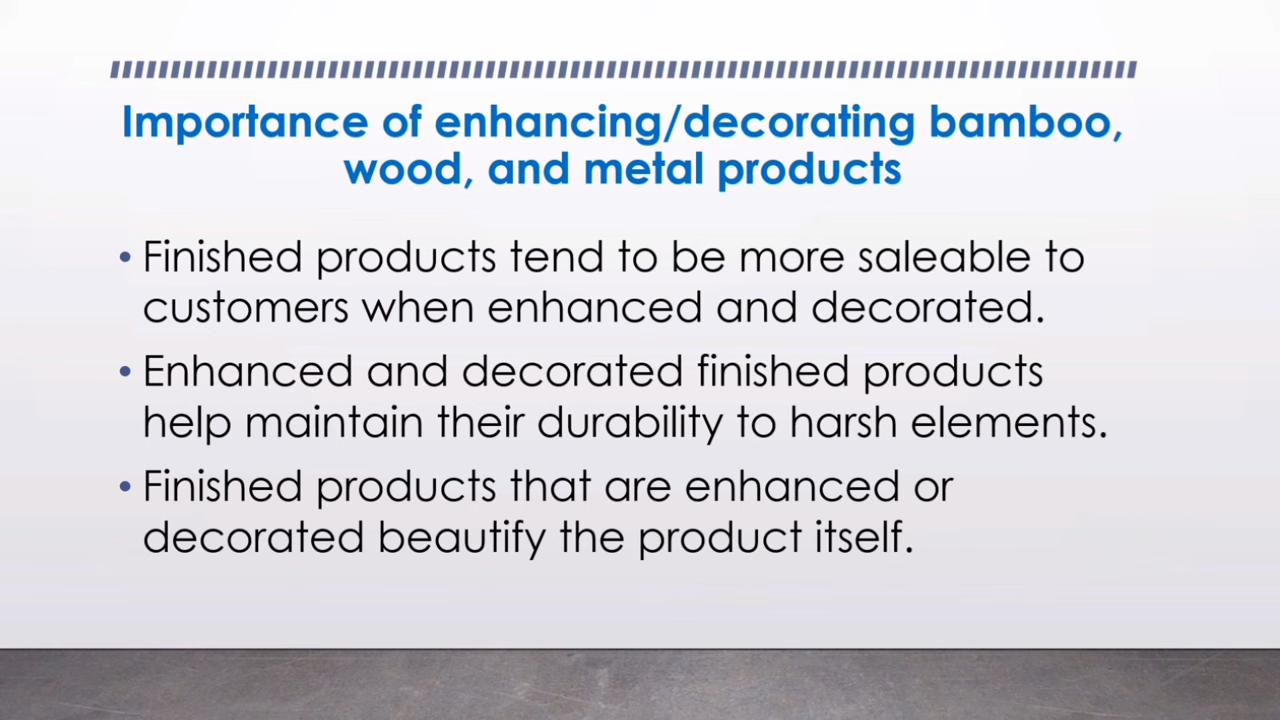 Importance of enhancing/decorating bamboo,
wood, and metal products
• Finished products tend to be more saleable to
customers when enhanced and decorated.
• Enhanced and decorated finished products
help maintain their durability to harsh elements.
• Finished products that are enhanced or
decorated beautify the product itself.